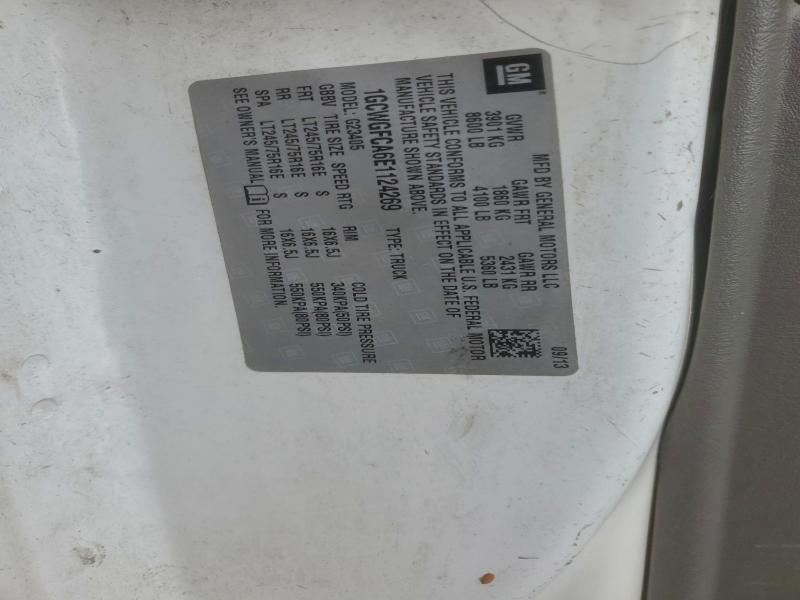 GM
MFD BY GENERAL MOTORS LLC 09/13
GVWR GAWR FRT GAWR RR
3901 KG 1860 KG 2431 KG
8600 LB 4100 LB 5360 LB
THIS VEHICLE CONFORMS TO ALL APPLICABLE U.S. FEDERAL MOTOR
VEHICLE SAFETY STANDARDS IN EFFECT ON THE DATE OF
MANUFACTURE SHOWN ABOVE.
1GCWGFCA6E1124269 TYPE: TRUCK
MODEL: G23405
GBBV TIRE SIZE SPEED RTG RIM COLD TIRE PRESSURE
FRT LT245/75R16E S 16X6.5J 340KPA(50PSI)
RR LT245/75R16E S 16X6.5J 550KPA(80PSI)
SPA LT245/75R16E S 16X6.5J 550KPA(80PSI)
SEE OWNER'S MANUAL FOR MORE INFORMATION.